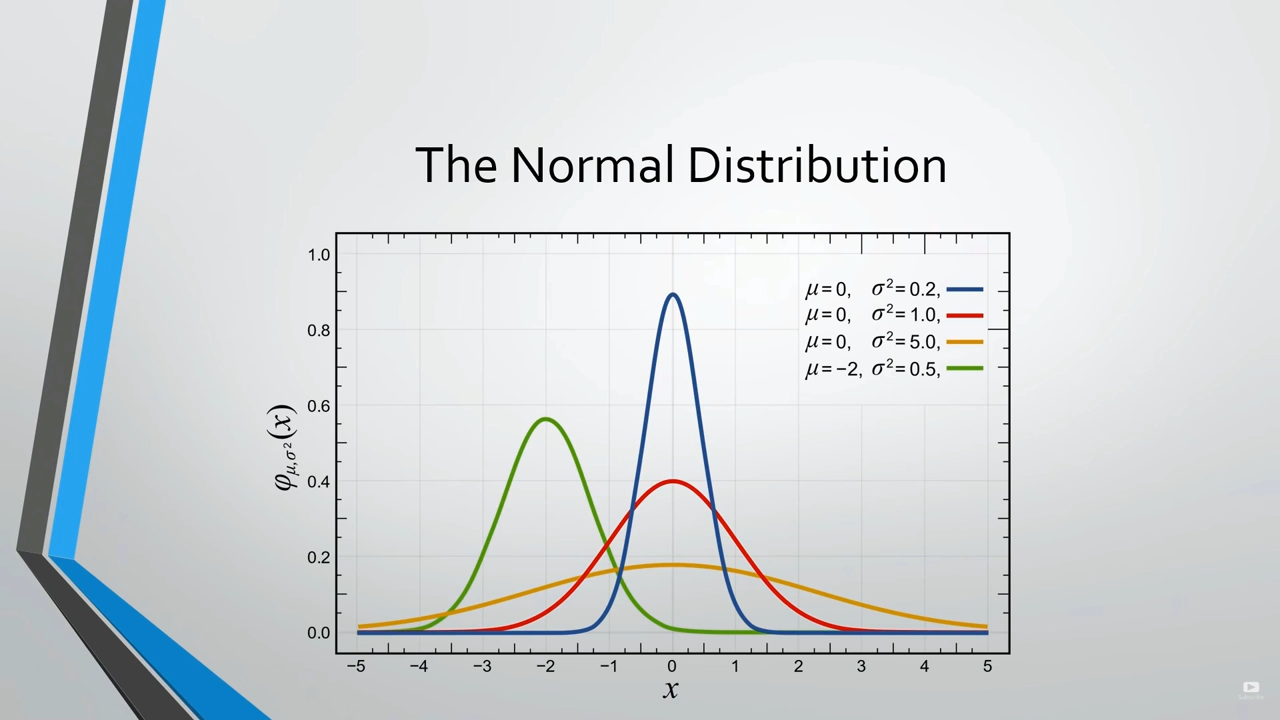 The Normal Distribution
1.0
0.8
0.6
0.4
0.2
0.0
φμ,σ²(x)
μ=0, σ²=0.2,
μ=0, σ²=1.0,
μ=0, σ²=5.0,
μ=−2, σ²=0.5,
−5 −4 −3 −2 −1 0 1 2 3 4 5
x